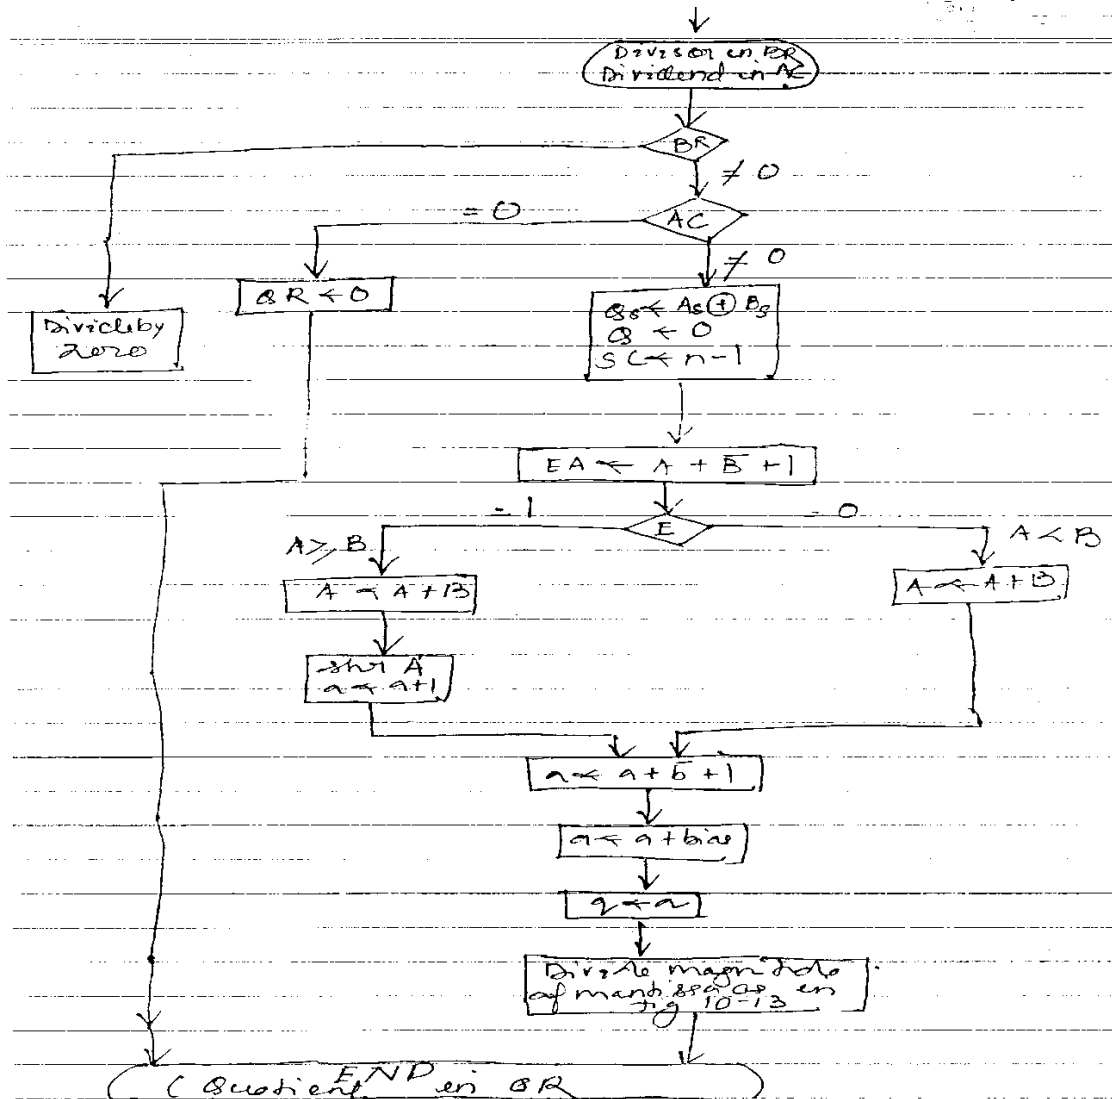 Divisor in BR
Dividend in AC
BR
≠ 0
= 0
AC
≠ 0
QR ← 0
Divide by
zero
Qs ← As ⊕ Bs
Q ← 0
SC ← n-1
EA ← A + B̅ + 1
= 1
E
= 0
A ≥ B
A < B
A ← A + B
A ← A + B
shr A
a ← a+1
a ← a + b̅ + 1
a ← a + bias
q ← a
Divide magnitude
of mantissa as in
fig 10-13
END
(Quotient in QR